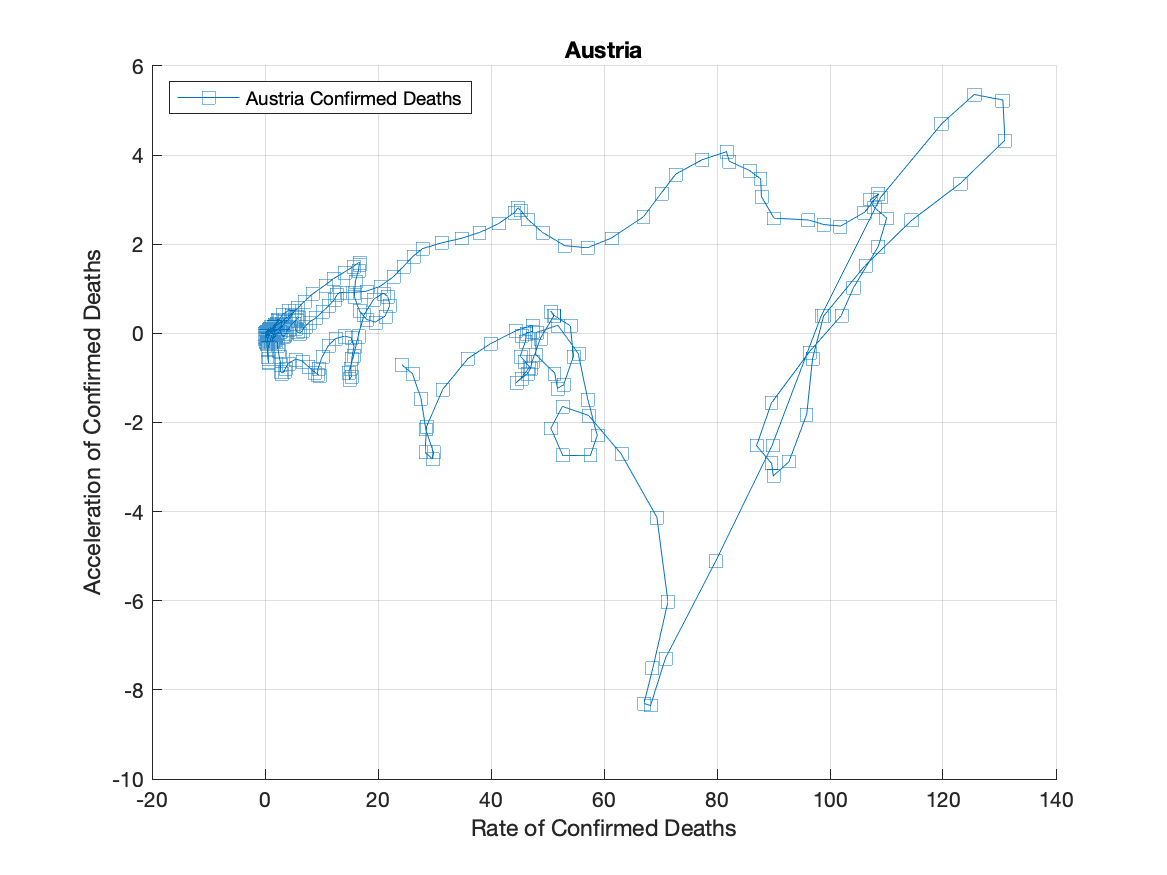 Austria
Austria Confirmed Deaths
6
4
2
0
-2
-4
-6
-8
-10
Acceleration of Confirmed Deaths
-20 0 20 40 60 80 100 120 140
Rate of Confirmed Deaths